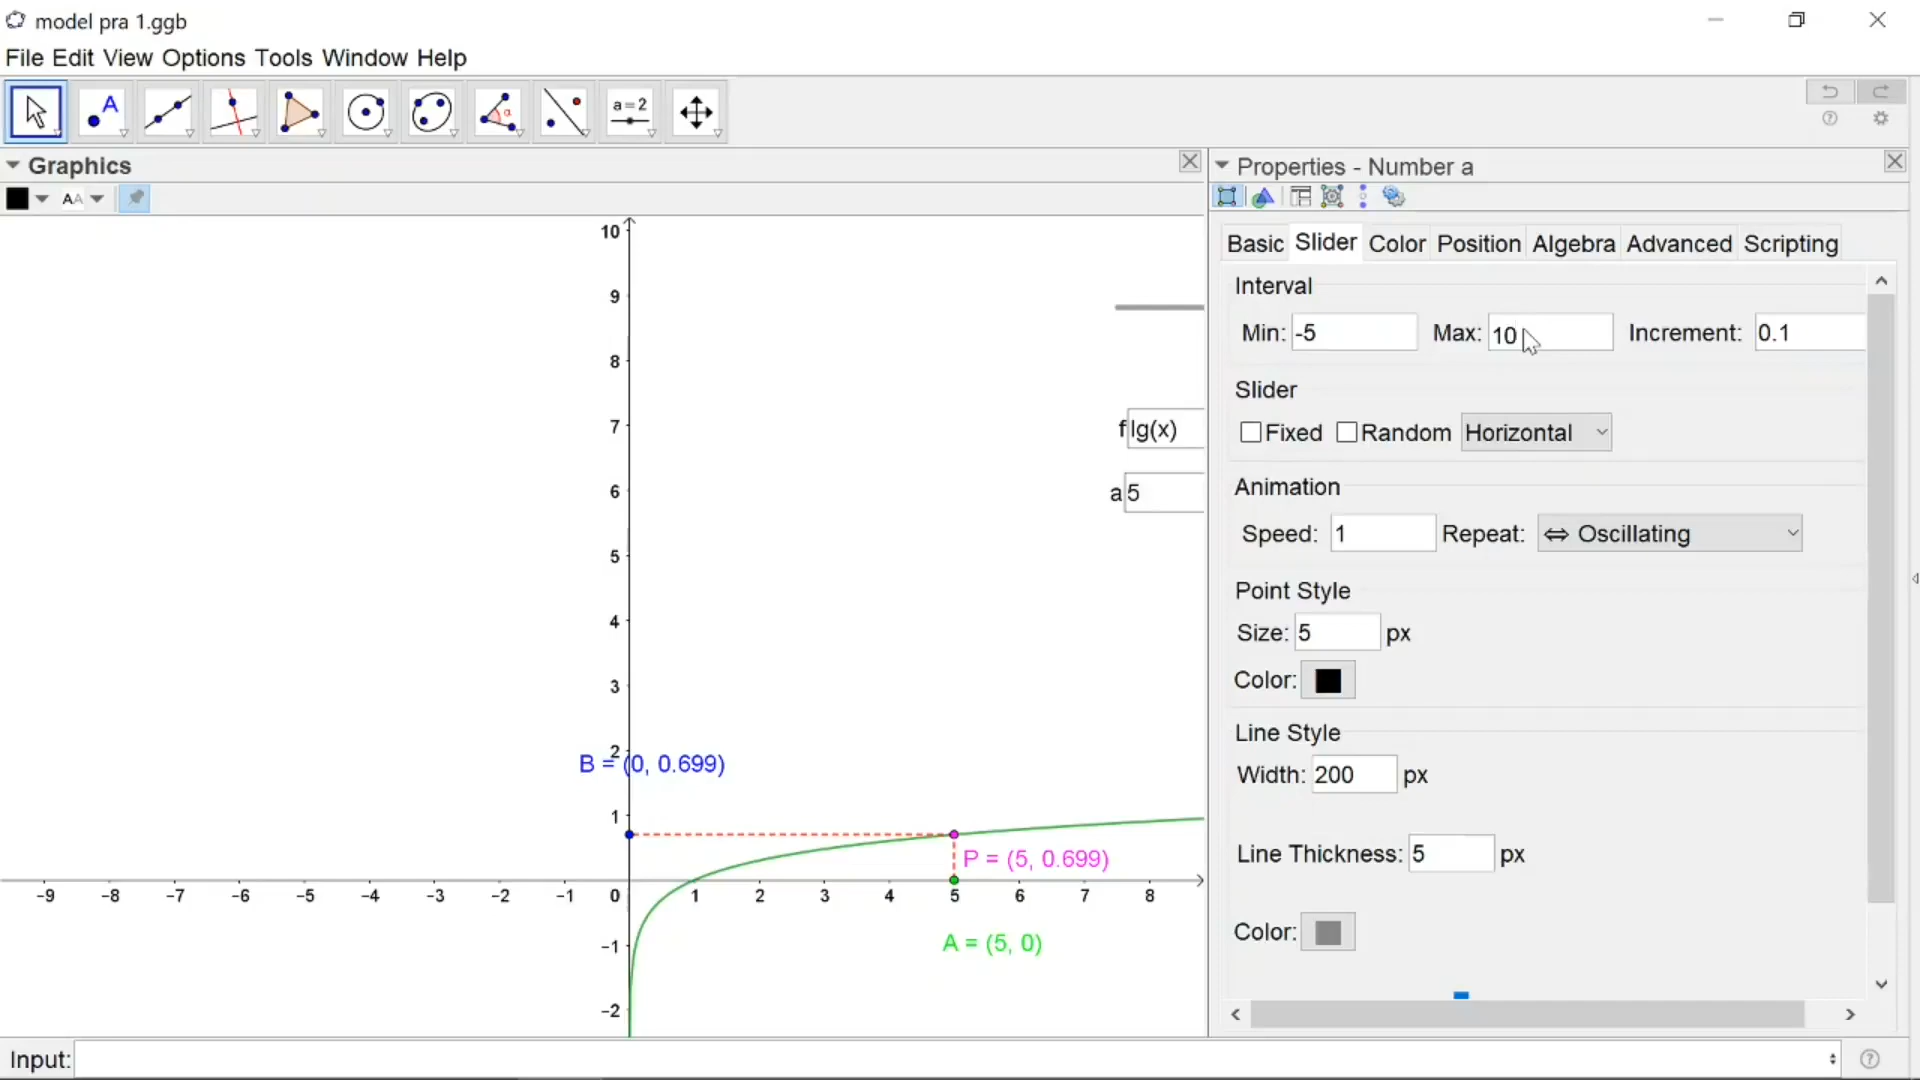 model pra 1.ggb
File Edit View Options Tools Window Help
A
α
a=2
Graphics
Properties - Number a
AA
Basic Slider Color Position Algebra Advanced Scripting
Interval
Min: -5 Max: 10 Increment: 0.1
Slider
Fixed Random Horizontal
Animation
Speed: 1 Repeat: ⇔ Oscillating
Point Style
Size: 5 px
Color:
Line Style
Width: 200 px
Line Thickness: 5 px
Color:
10
9
8
7
6
5
4
3
2
1
-1
-2
f lg(x)
a 5
B = (0, 0.699)
P = (5, 0.699)
-9 -8 -7 -6 -5 -4 -3 -2 -1 0 1 2 3 4 5 6 7 8
A = (5, 0)
Input: